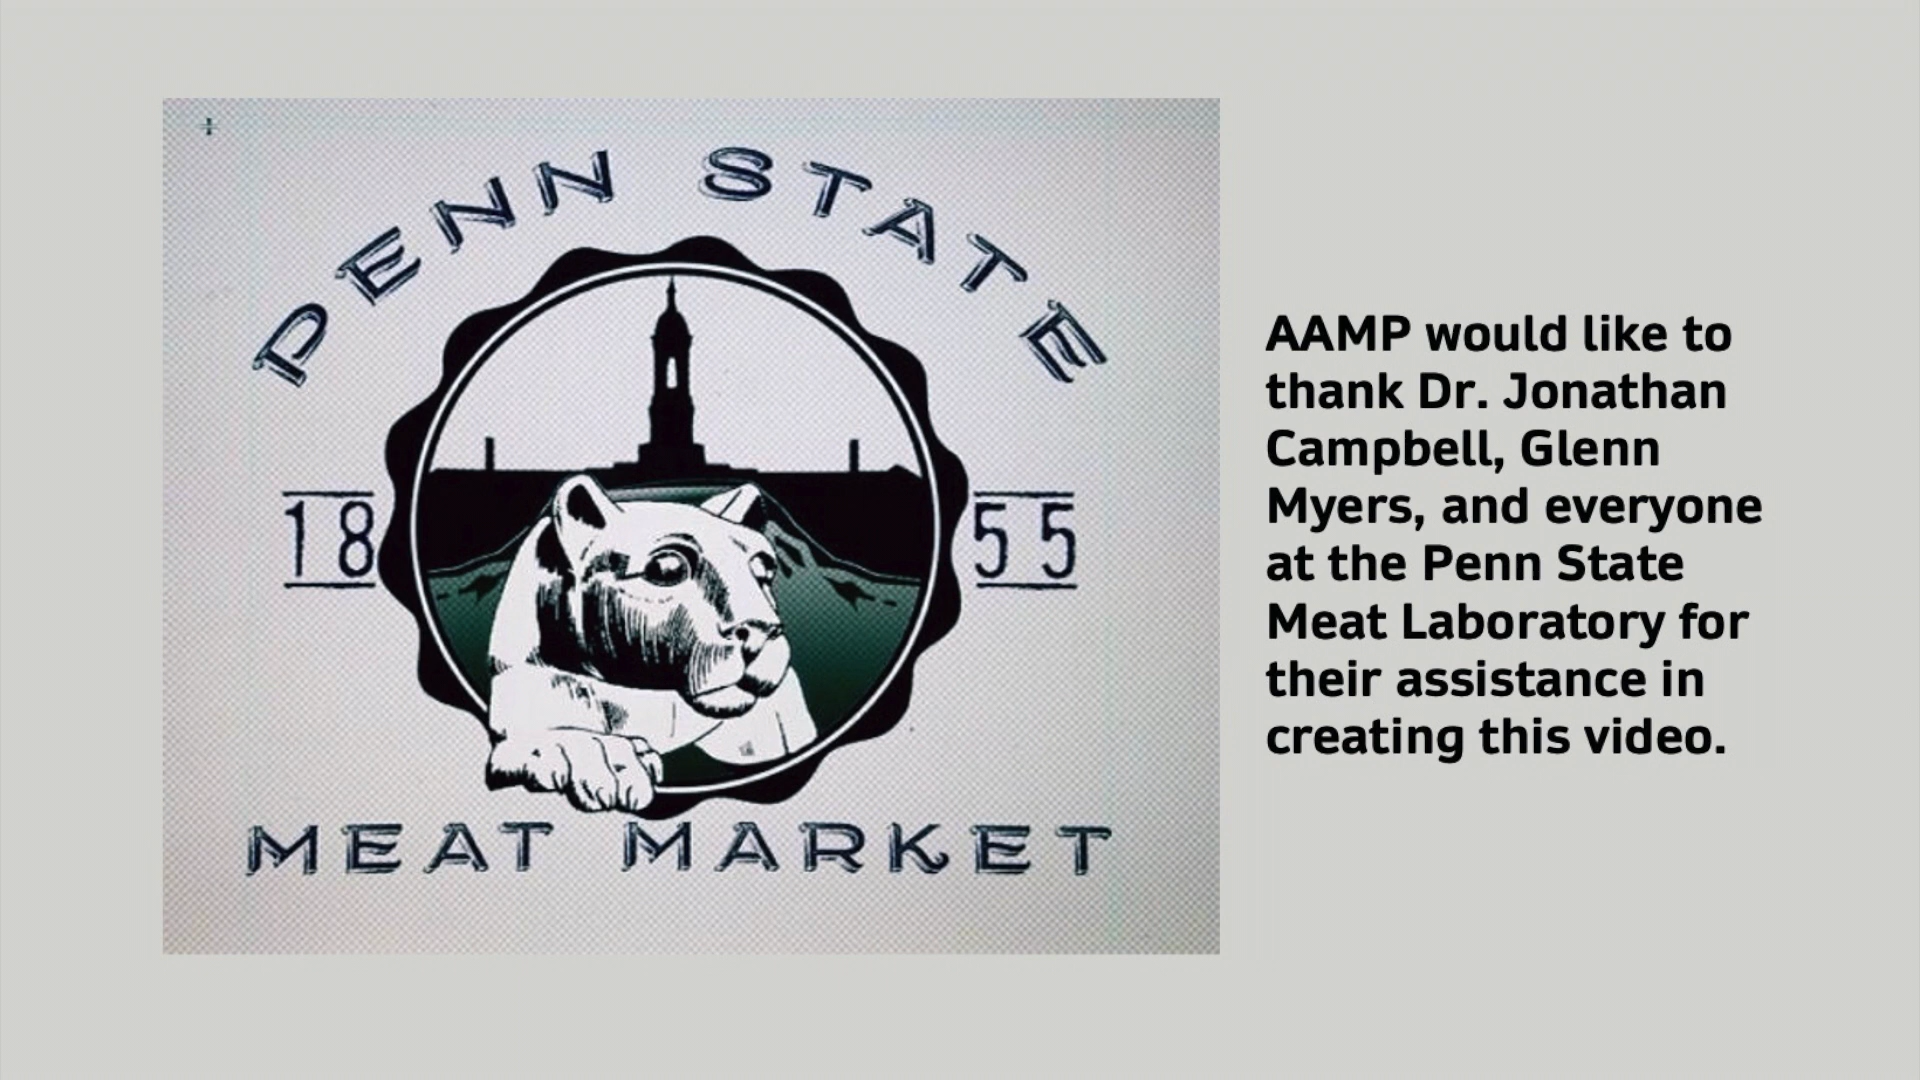 PENN STATE
18 55
MEAT MARKET
AAMP would like to
thank Dr. Jonathan
Campbell, Glenn
Myers, and everyone
at the Penn State
Meat Laboratory for
their assistance in
creating this video.